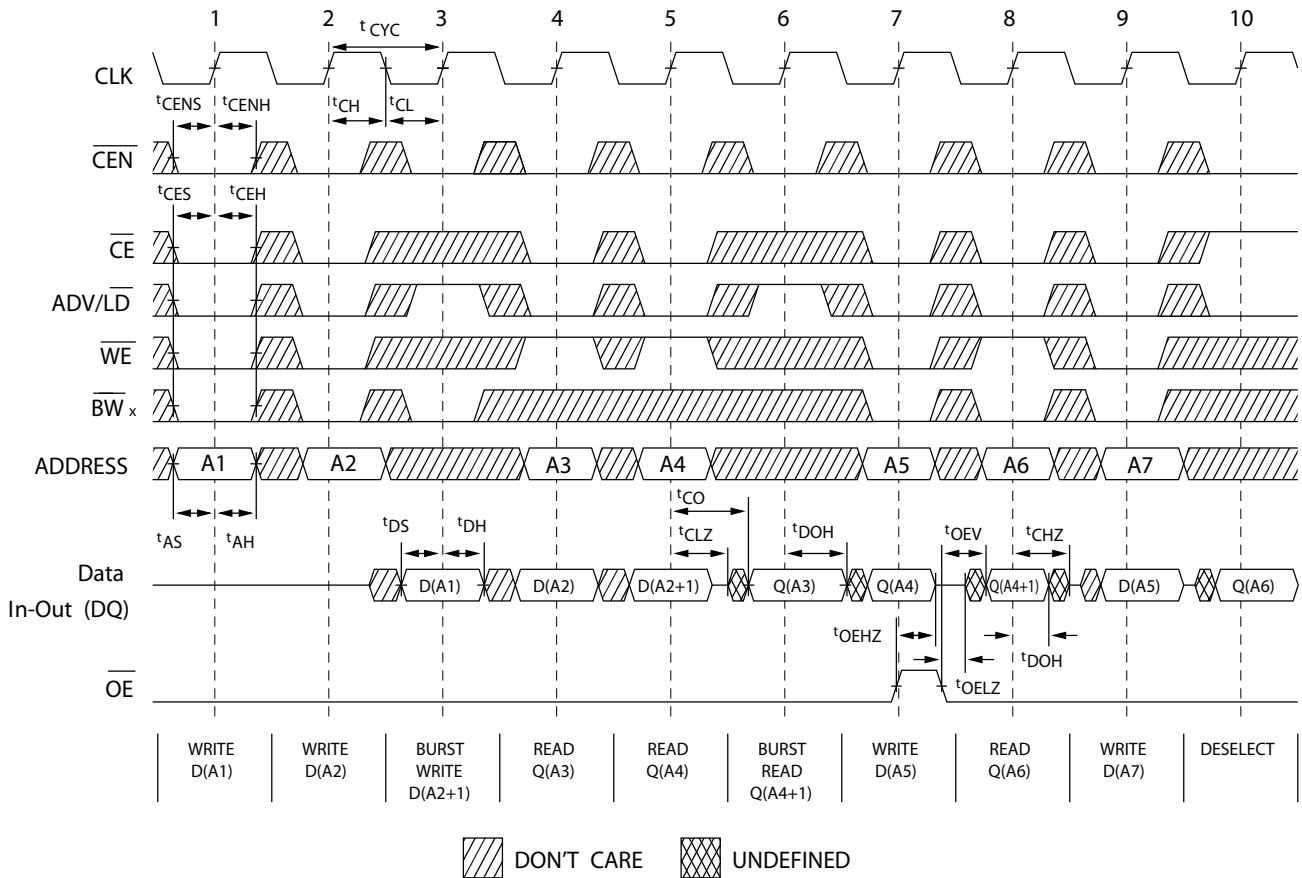 1 2 3 4 5 6 7 8 9 10
t CYC
CLK
tCENS tCENH tCH tCL
CEN
tCES tCEH
CE
ADV/LD
WE
BW x
ADDRESS A1 A2 A3 A4 A5 A6 A7
tCO
tAS tAH tDS tDH tCLZ tDOH tOEV tCHZ
Data
In-Out (DQ)
D(A1) D(A2) D(A2+1) Q(A3) Q(A4) Q(A4+1) D(A5) Q(A6)
tOEHZ tDOH
OE
tOELZ
WRITE
D(A1)
WRITE
D(A2)
BURST
WRITE
D(A2+1)
READ
Q(A3)
READ
Q(A4)
BURST
READ
Q(A4+1)
WRITE
D(A5)
READ
Q(A6)
WRITE
D(A7)
DESELECT
DON'T CARE UNDEFINED